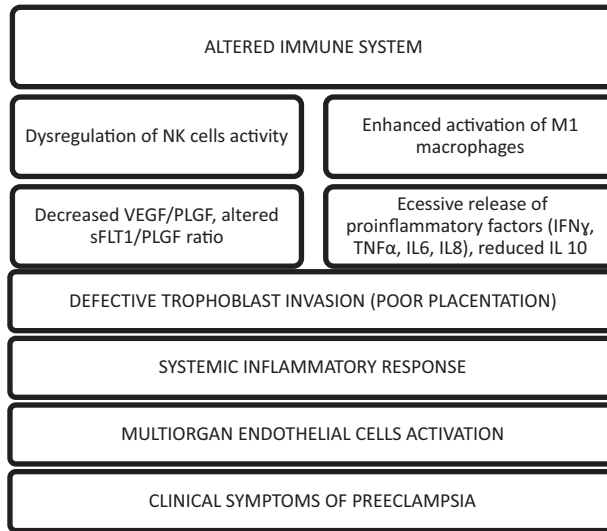 ALTERED IMMUNE SYSTEM
Dysregulation of NK cells activity
Enhanced activation of M1
macrophages
Decreased VEGF/PLGF, altered
sFLT1/PLGF ratio
Ecessive release of
proinflammatory factors (IFNɣ,
TNFα, IL6, IL8), reduced IL 10
DEFECTIVE TROPHOBLAST INVASION (POOR PLACENTATION)
SYSTEMIC INFLAMMATORY RESPONSE
MULTIORGAN ENDOTHELIAL CELLS ACTIVATION
CLINICAL SYMPTOMS OF PREECLAMPSIA